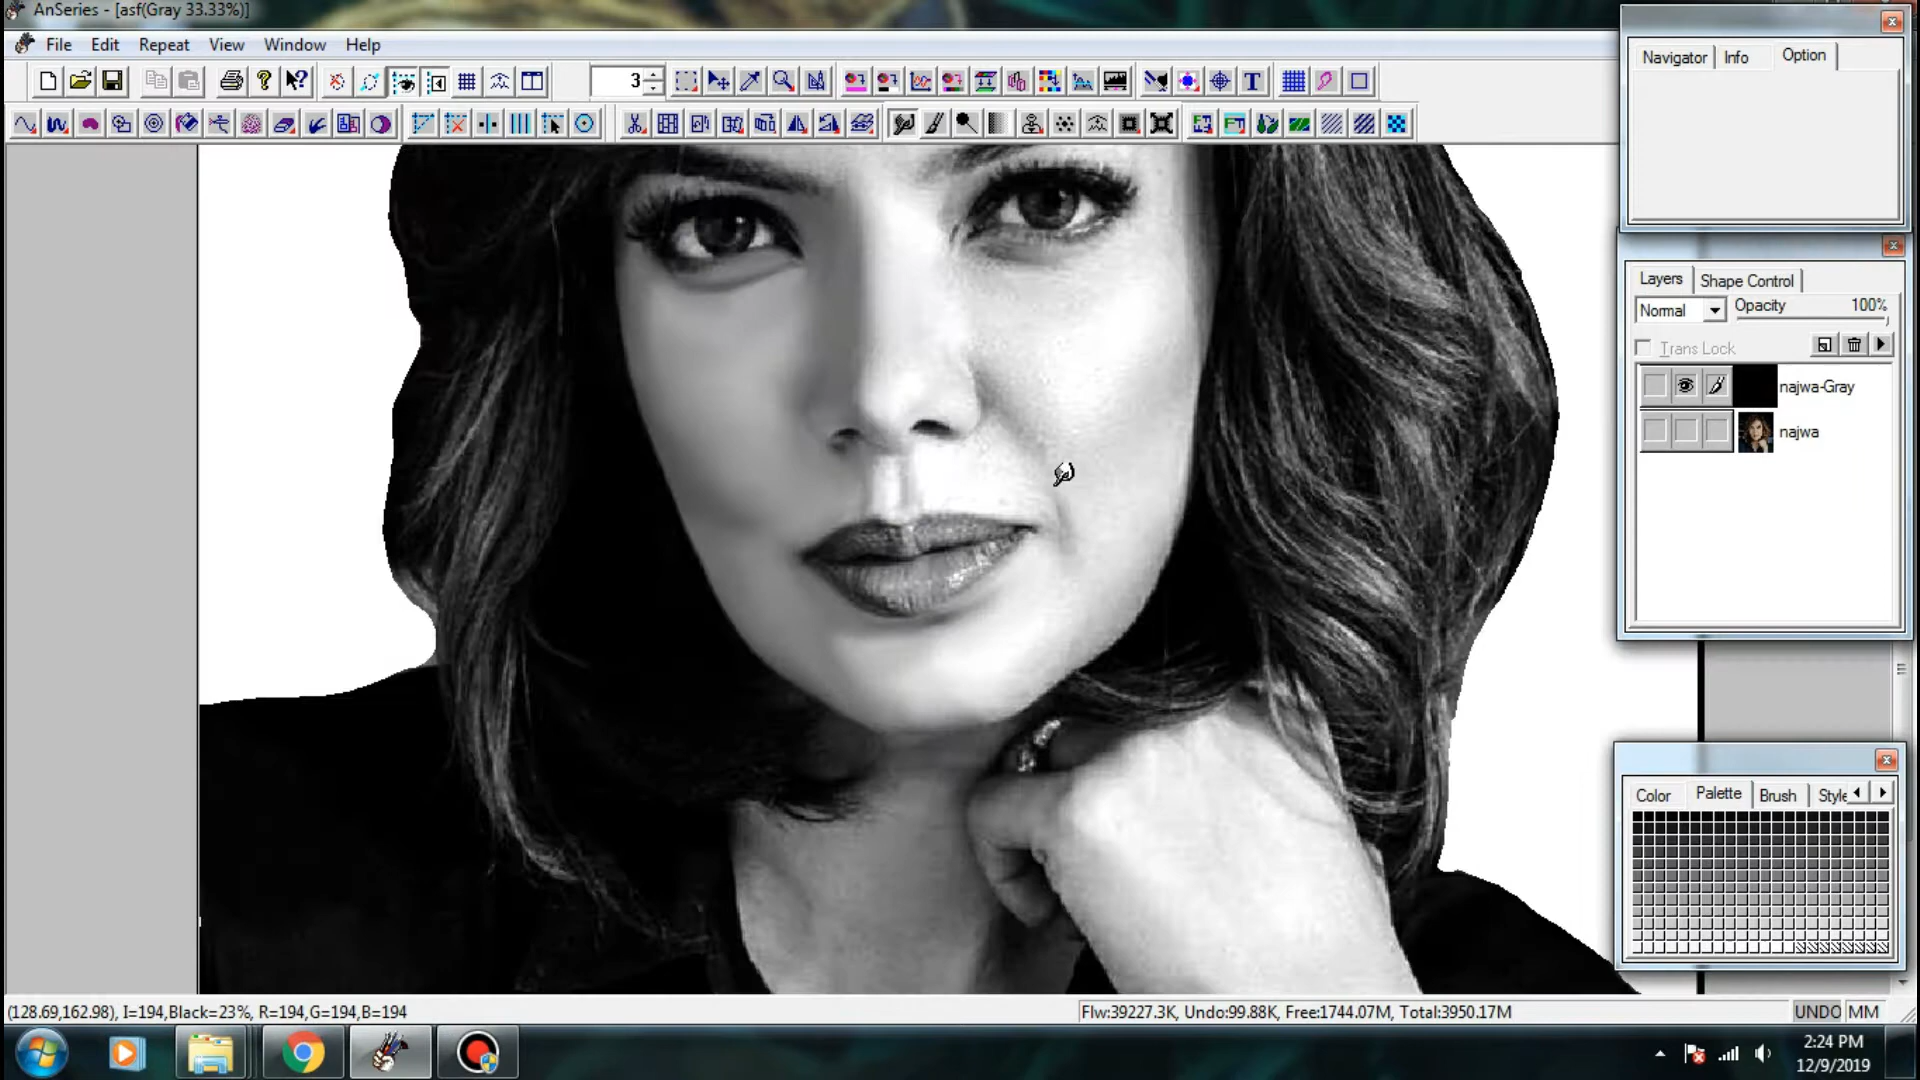 AnSeries - [asf(Gray 33.33%)]
File Edit Repeat View Window Help
3
Navigator Info Option
Layers Shape Control
Normal Opacity 100%
Trans Lock
najwa-Gray
najwa
Color Palette Brush Style
(128.69,162.98), I=194,Black=23%, R=194,G=194,B=194
Flw:39227.3K, Undo:99.88K, Free:1744.07M, Total:3950.17M
UNDO MM
2:24 PM
12/9/2019